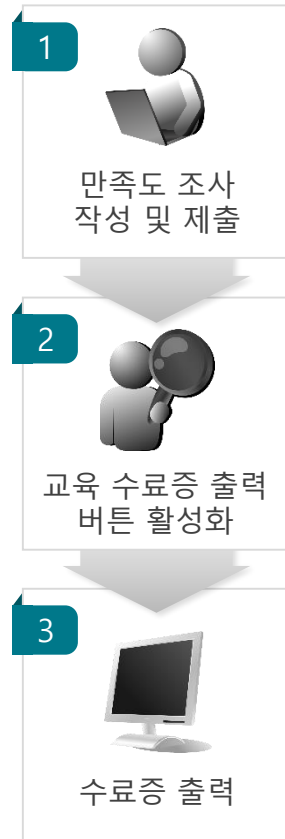 1
만족도 조사
작성 및 제출
2
교육 수료증 출력
버튼 활성화
3
수료증 출력